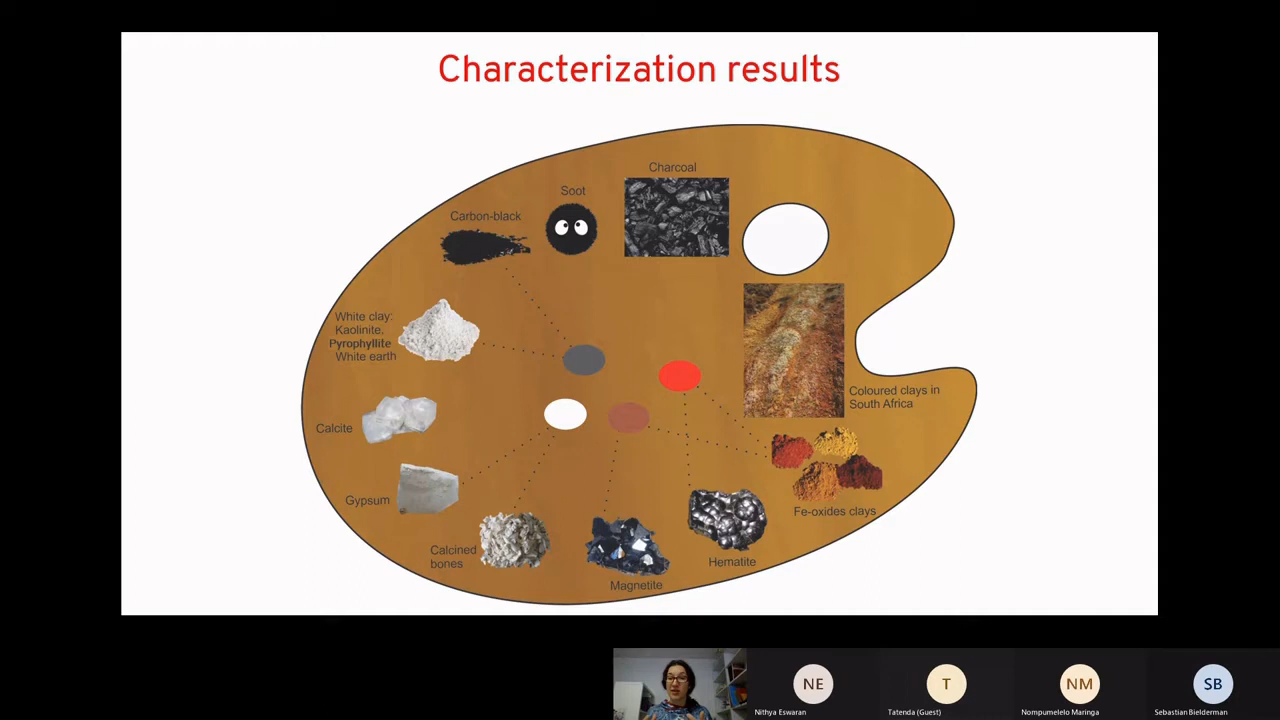 Characterization results
Charcoal
Soot
Carbon-black
White clay:
Kaolinite.
Pyrophyllite
White earth
Coloured clays in
South Africa
Calcite
Gypsum
Fe-oxides clays
Calcined
bones
Hematite
Magnetite
NE
T
NM
SB
Nithya Eswaran
Tatenda (Guest)
Nompumelelo Maringa
Sebastian Bielderman